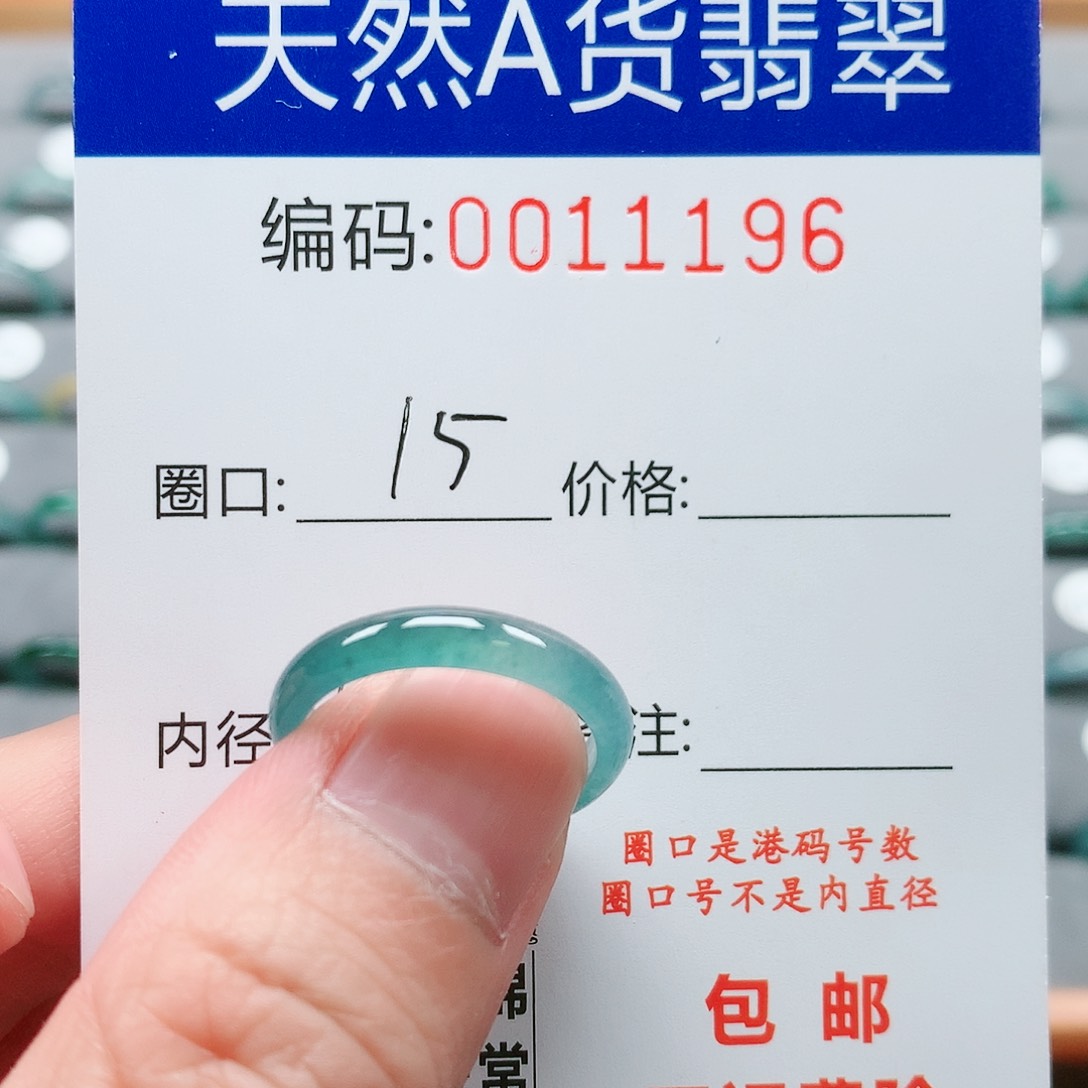 天然A货翡翠
编码:0011196
圈口: 15 价格:
内径 注:
圈口是港码号数
圈口号不是内直径
包邮
常